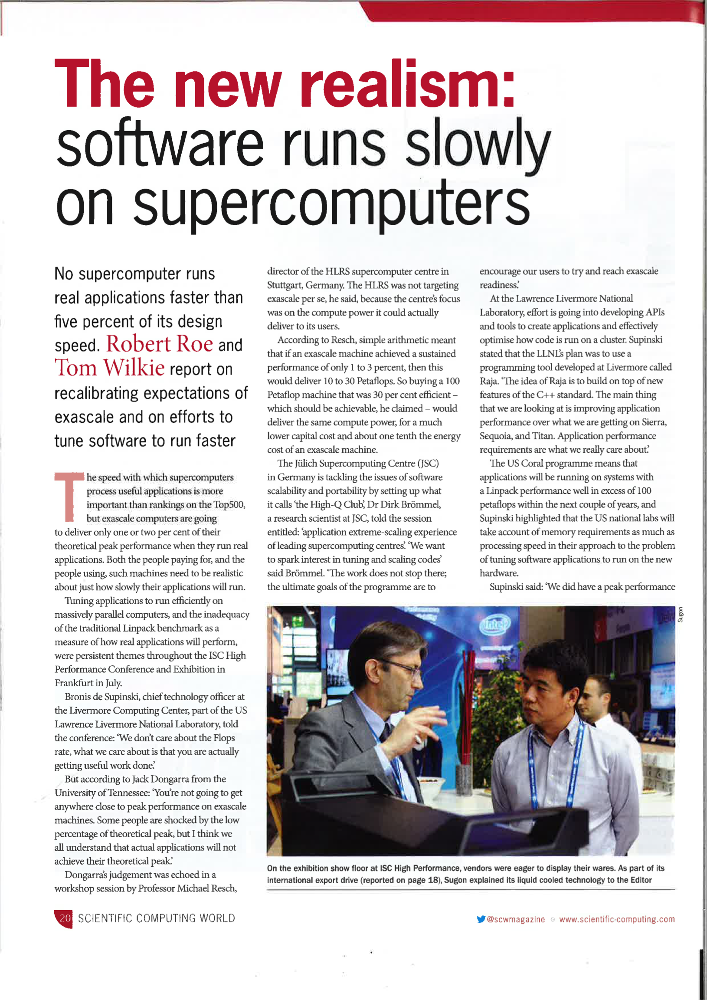 The new realism:
software runs slowly
on supercomputers
No supercomputer runs
real applications faster than
five percent of its design
speed. Robert Roe and
Tom Wilkie report on
recalibrating expectations of
exascale and on efforts to
tune software to run faster
The speed with which supercomputers
process useful applications is more
important than rankings on the Top500,
but exascale computers are going
to deliver only one or two per cent of their
theoretical peak performance when they run real
applications. Both the people paying for, and the
people using, such machines need to be realistic
about just how slowly their applications will run.
Tuning applications to run efficiently on
massively parallel computers, and the inadequacy
of the traditional Linpack benchmark as a
measure of how real applications will perform,
were persistent themes throughout the ISC High
Performance Conference and Exhibition in
Frankfurt in July.
Bronis de Supinski, chief technology officer at
the Livermore Computing Center, part of the US
Lawrence Livermore National Laboratory, told
the conference: ‘We don’t care about the Flops
rate, what we care about is that you are actually
getting useful work done.’
But according to Jack Dongarra from the
University of Tennessee: ‘You’re not going to get
anywhere close to peak performance on exascale
machines. Some people are shocked by the low
percentage of theoretical peak, but I think we
all understand that actual applications will not
achieve their theoretical peak.’
Dongarra’s judgement was echoed in a
workshop session by Professor Michael Resch,
director of the HLRS supercomputer centre in
Stuttgart, Germany. The HLRS was not targeting
exascale per se, he said, because the centre’s focus
was on the compute power it could actually
deliver to its users.
According to Resch, simple arithmetic meant
that if an exascale machine achieved a sustained
performance of only 1 to 3 percent, then this
would deliver 10 to 30 Petaflops. So buying a 100
Petaflop machine that was 30 per cent efficient –
which should be achievable, he claimed – would
deliver the same compute power, for a much
lower capital cost and about one tenth the energy
cost of an exascale machine.
The Jülich Supercomputing Centre (JSC)
in Germany is tackling the issues of software
scalability and portability by setting up what
it calls ‘the High-Q Club’, Dr Dirk Brömmel,
a research scientist at JSC, told the session
entitled: ‘application extreme-scaling experience
of leading supercomputing centres’. ‘We want
to spark interest in tuning and scaling codes’
said Brömmel. ‘The work does not stop there;
the ultimate goals of the programme are to
encourage our users to try and reach exascale
readiness.’
At the Lawrence Livermore National
Laboratory, effort is going into developing APIs
and tools to create applications and effectively
optimise how code is run on a cluster. Supinski
stated that the LLNL’s plan was to use a
programming tool developed at Livermore called
Raja. ‘The idea of Raja is to build on top of new
features of the C++ standard. The main thing
that we are looking at is improving application
performance over what we are getting on Sierra,
Sequoia, and Titan. Application performance
requirements are what we really care about.’
The US Coral programme means that
applications will be running on systems with
a Linpack performance well in excess of 100
petaflops within the next couple of years, and
Supinski highlighted that the US national labs will
take account of memory requirements as much as
processing speed in their approach to the problem
of tuning software applications to run on the new
hardware.
Supinski said: ‘We did have a peak performance
Sugon
intel
On the exhibition show floor at ISC High Performance, vendors were eager to display their wares. As part of its
international export drive (reported on page 18), Sugon explained its liquid cooled technology to the Editor
20 SCIENTIFIC COMPUTING WORLD
@scwmagazine www.scientific-computing.com